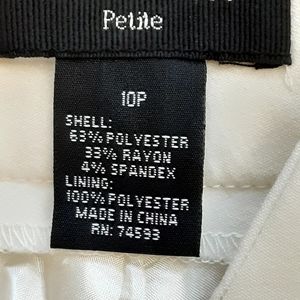 Petite
10P
SHELL:
63% POLYESTER
33% RAYON
4% SPANDEX
LINING:
100% POLYESTER
MADE IN CHINA
RN: 74593